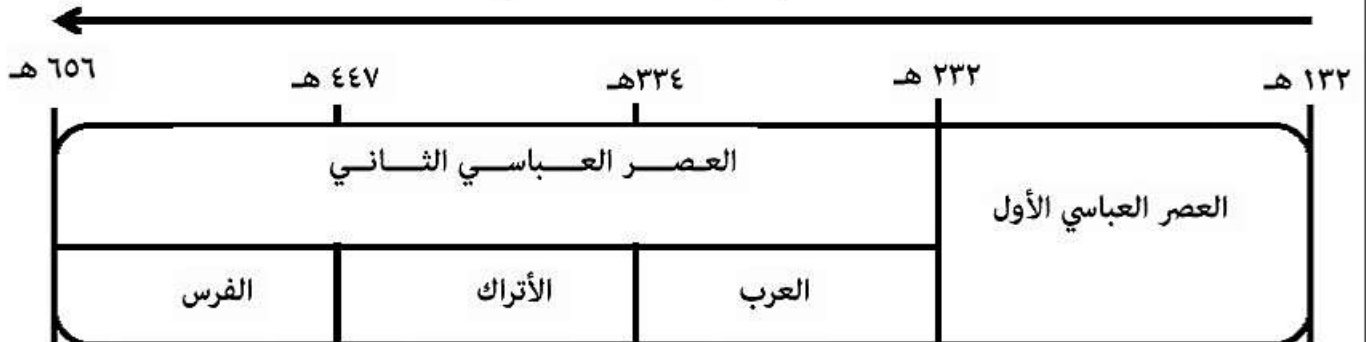 ١٣٢ هـ ٢٣٢ هـ ٣٣٤هـ ٤٤٧ هـ ٦٥٦ هـ
العصر العباسي الثاني
العصر العباسي الأول
العرب الأتراك الفرس